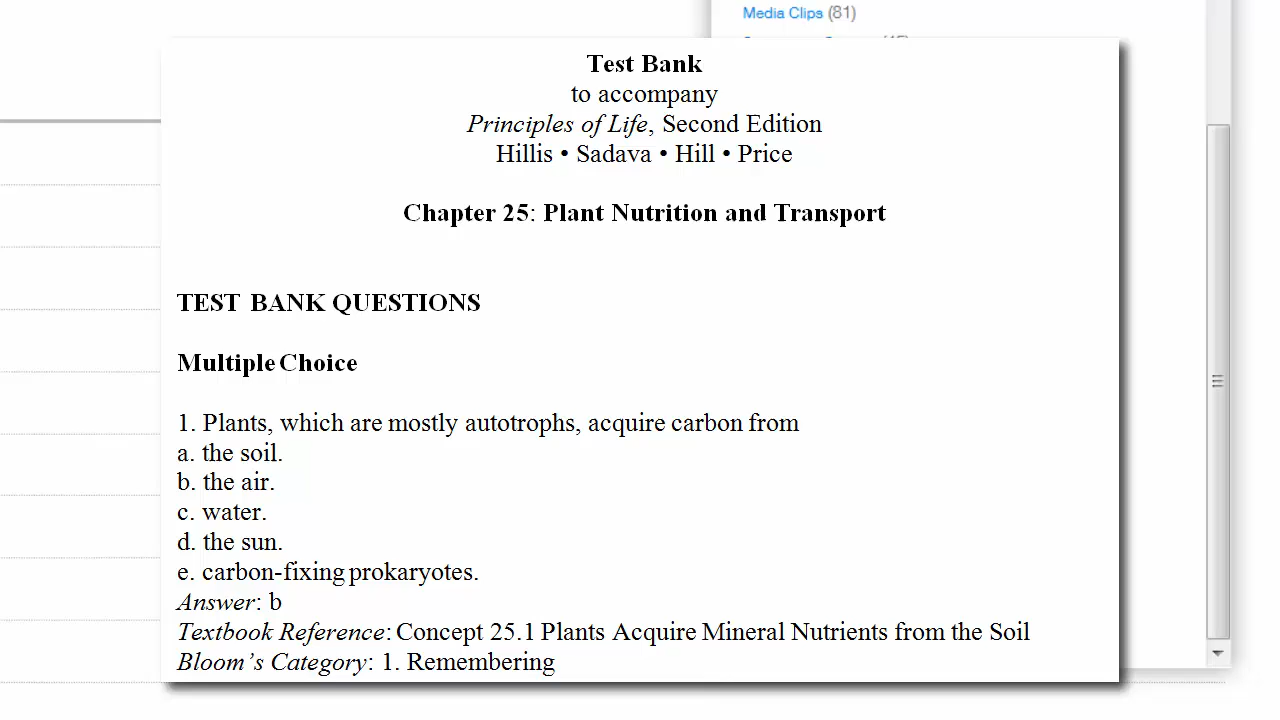 Media Clips (81)
Test Bank
to accompany
Principles of Life, Second Edition
Hillis • Sadava • Hill • Price
Chapter 25: Plant Nutrition and Transport
TEST BANK QUESTIONS
Multiple Choice
1. Plants, which are mostly autotrophs, acquire carbon from
a. the soil.
b. the air.
c. water.
d. the sun.
e. carbon-fixing prokaryotes.
Answer: b
Textbook Reference: Concept 25.1 Plants Acquire Mineral Nutrients from the Soil
Bloom’s Category: 1. Remembering